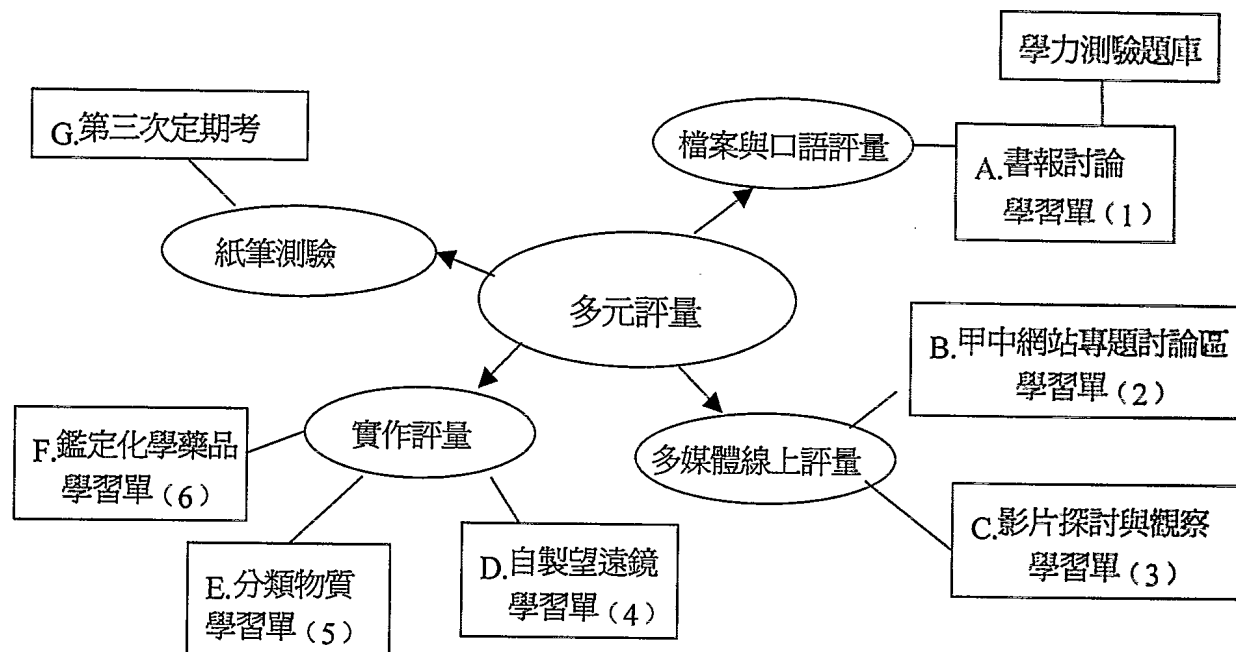 學力測驗題庫
G.第三次定期考
檔案與口語評量
A.書報討論
學習單（1）
紙筆測驗
多元評量
B.甲中網站專題討論區
學習單（2）
實作評量
多媒體線上評量
F.鑑定化學藥品
學習單（6）
C.影片探討與觀察
學習單（3）
D.自製望遠鏡
學習單（4）
E.分類物質
學習單（5）